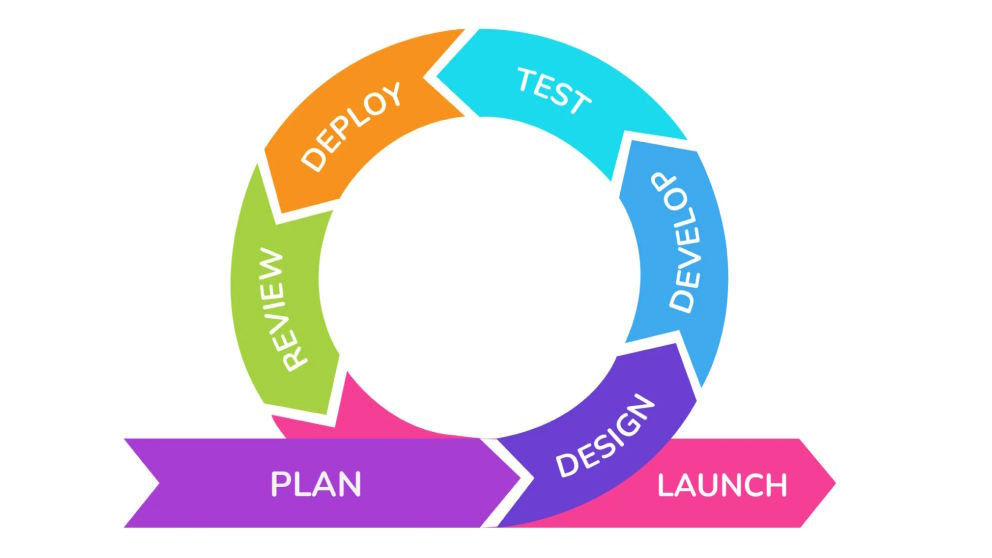 PLAN
DESIGN
DEVELOP
TEST
DEPLOY
REVIEW
LAUNCH